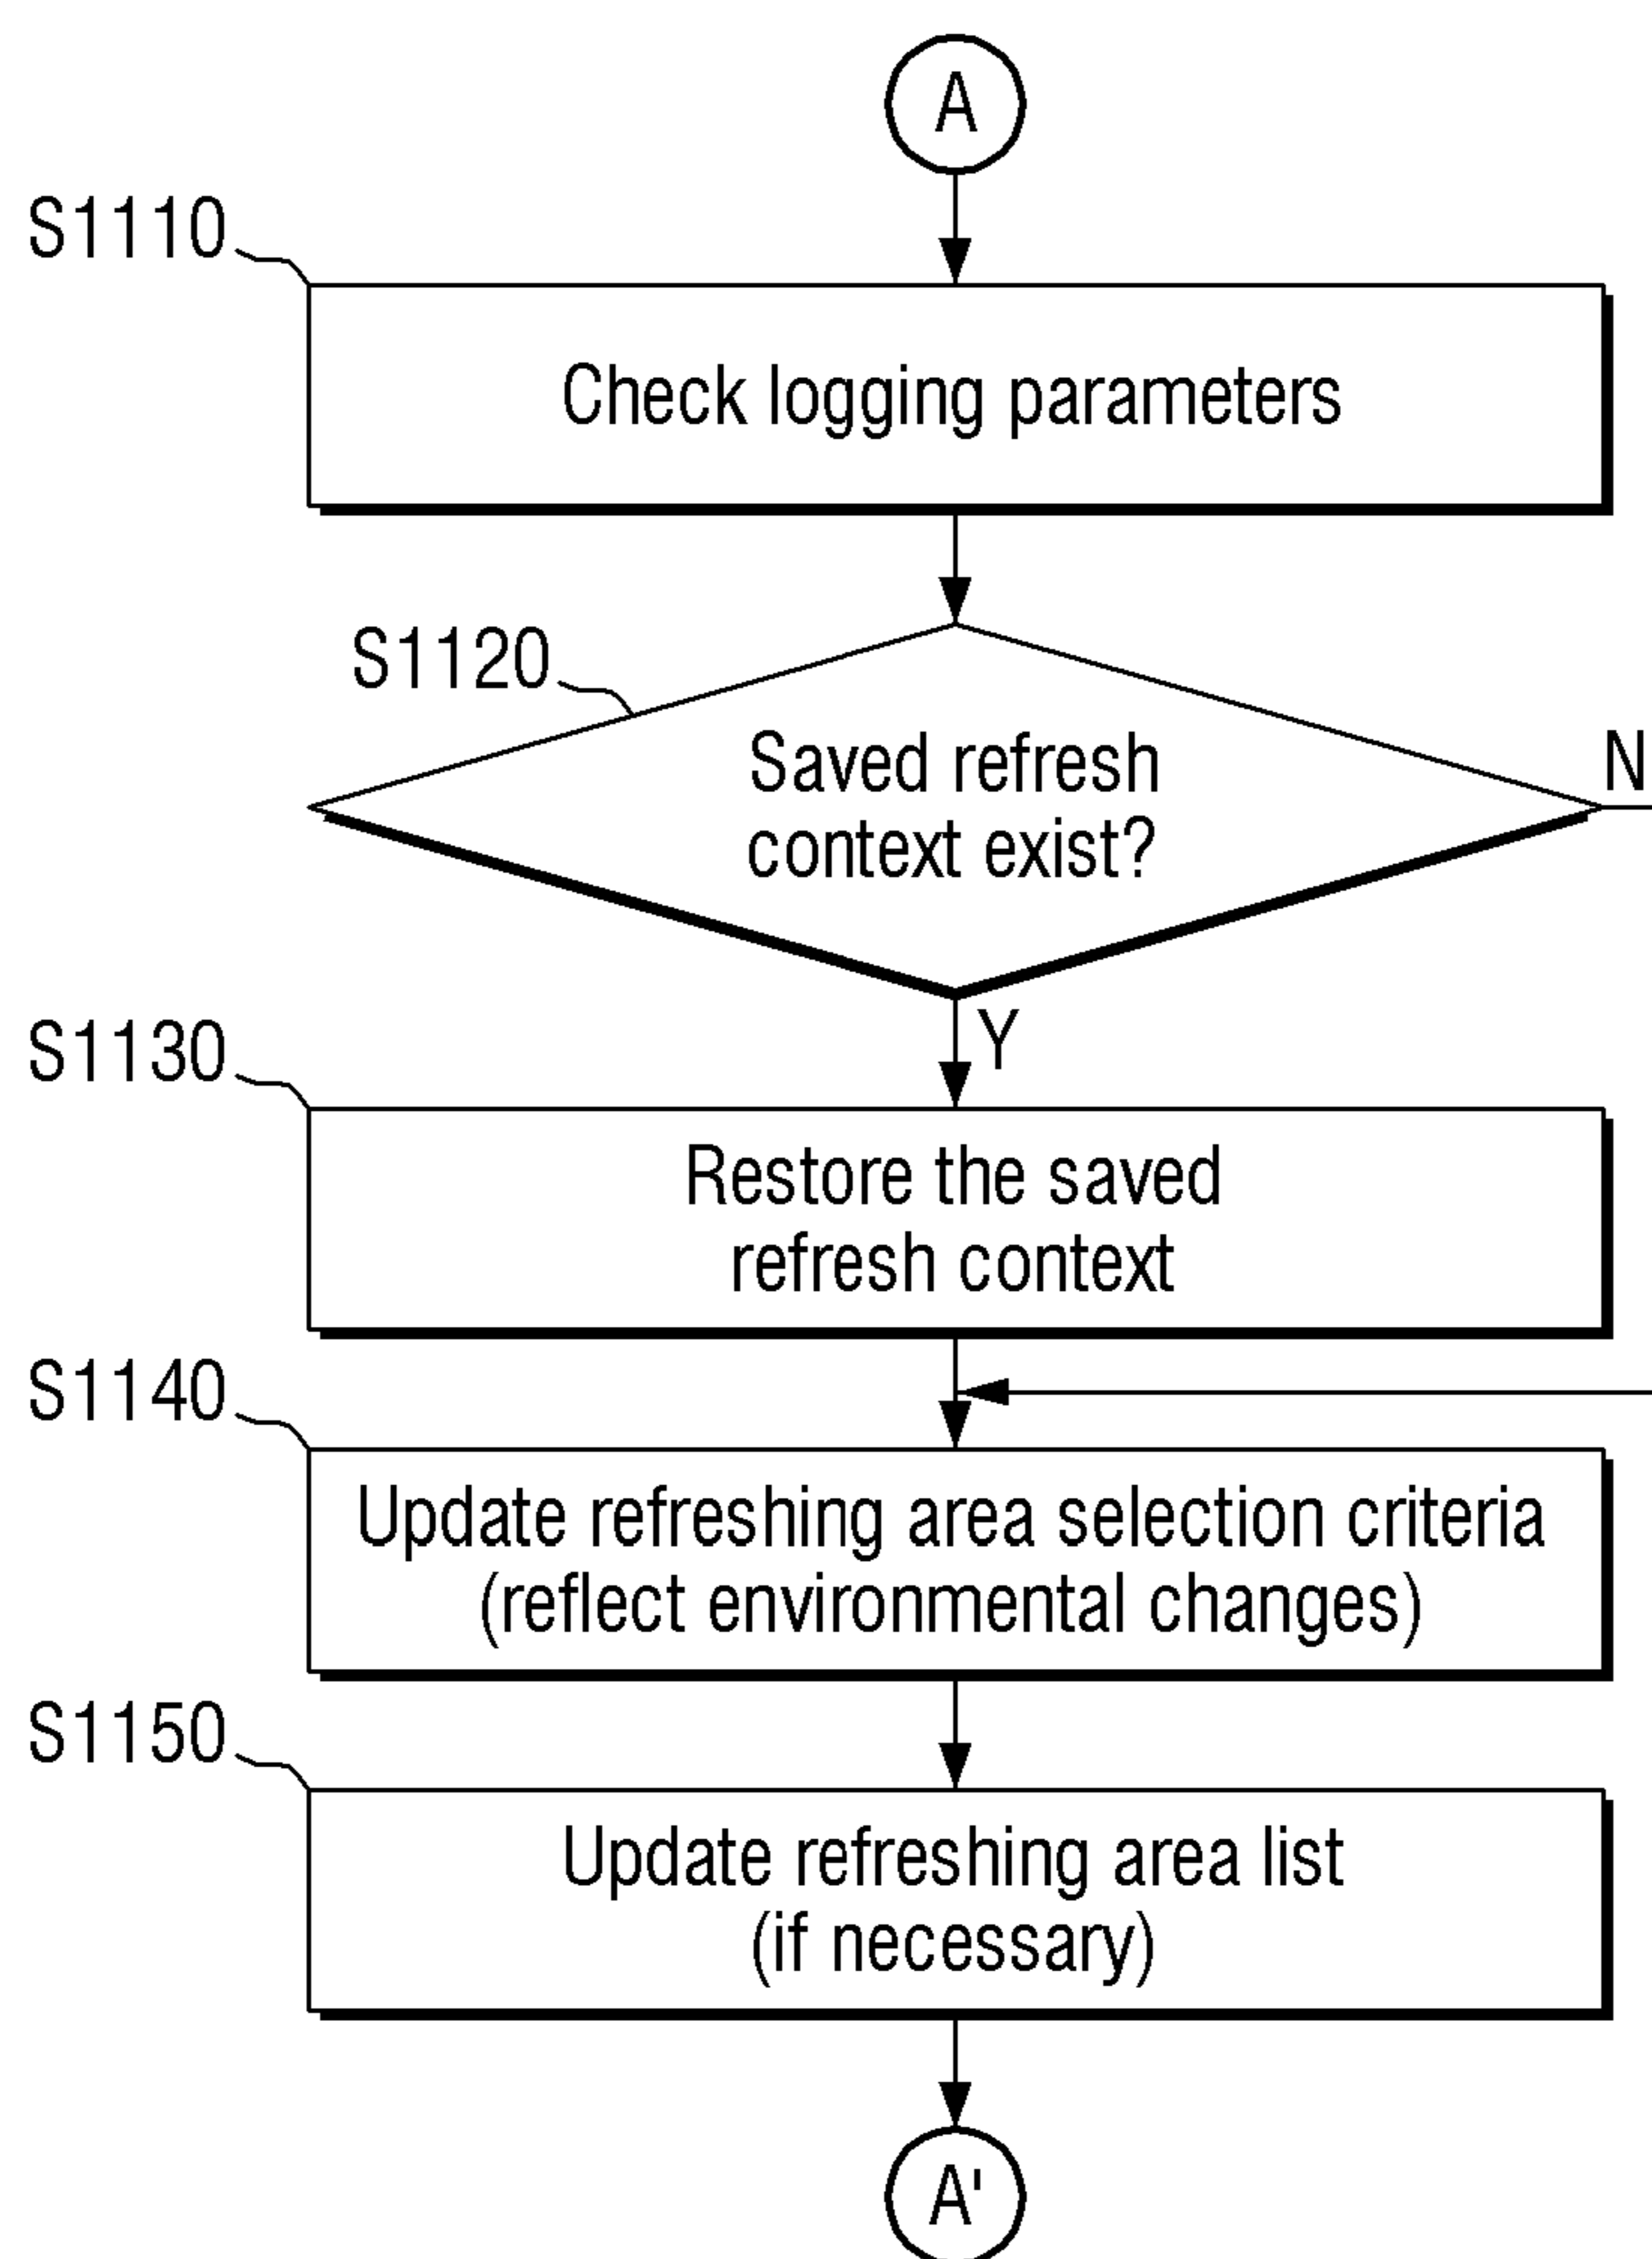 A
S1110
Check logging parameters
S1120
Saved refresh
context exist?
N
Y
S1130
Restore the saved
refresh context
S1140
Update refreshing area selection criteria
(reflect environmental changes)
S1150
Update refreshing area list
(if necessary)
A'